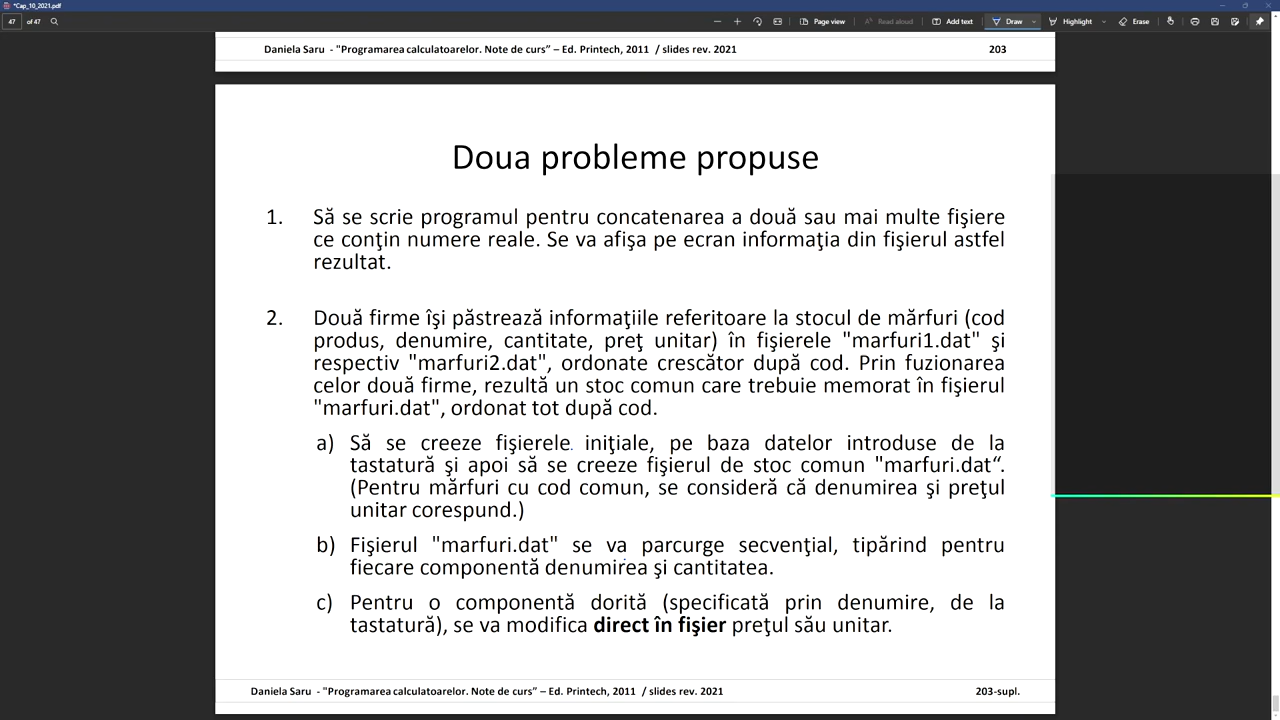 *Cap_10_2021.pdf
47 of 47 Page view Read aloud Add text Draw Highlight Erase
Daniela Saru - "Programarea calculatoarelor. Note de curs” – Ed. Printech, 2011 / slides rev. 2021 203
Doua probleme propuse
1. Să se scrie programul pentru concatenarea a două sau mai multe fişiere
ce conţin numere reale. Se va afişa pe ecran informaţia din fişierul astfel
rezultat.
2. Două firme îşi păstrează informaţiile referitoare la stocul de mărfuri (cod
produs, denumire, cantitate, preţ unitar) în fişierele "marfuri1.dat" şi
respectiv "marfuri2.dat", ordonate crescător după cod. Prin fuzionarea
celor două firme, rezultă un stoc comun care trebuie memorat în fişierul
"marfuri.dat", ordonat tot după cod.
a) Să se creeze fişierele iniţiale, pe baza datelor introduse de la
tastatură şi apoi să se creeze fişierul de stoc comun "marfuri.dat“.
(Pentru mărfuri cu cod comun, se consideră că denumirea şi preţul
unitar corespund.)
b) Fişierul "marfuri.dat" se va parcurge secvenţial, tipărind pentru
fiecare componentă denumirea şi cantitatea.
c) Pentru o componentă dorită (specificată prin denumire, de la
tastatură), se va modifica direct în fişier preţul său unitar.
Daniela Saru - "Programarea calculatoarelor. Note de curs” – Ed. Printech, 2011 / slides rev. 2021 203-supl.